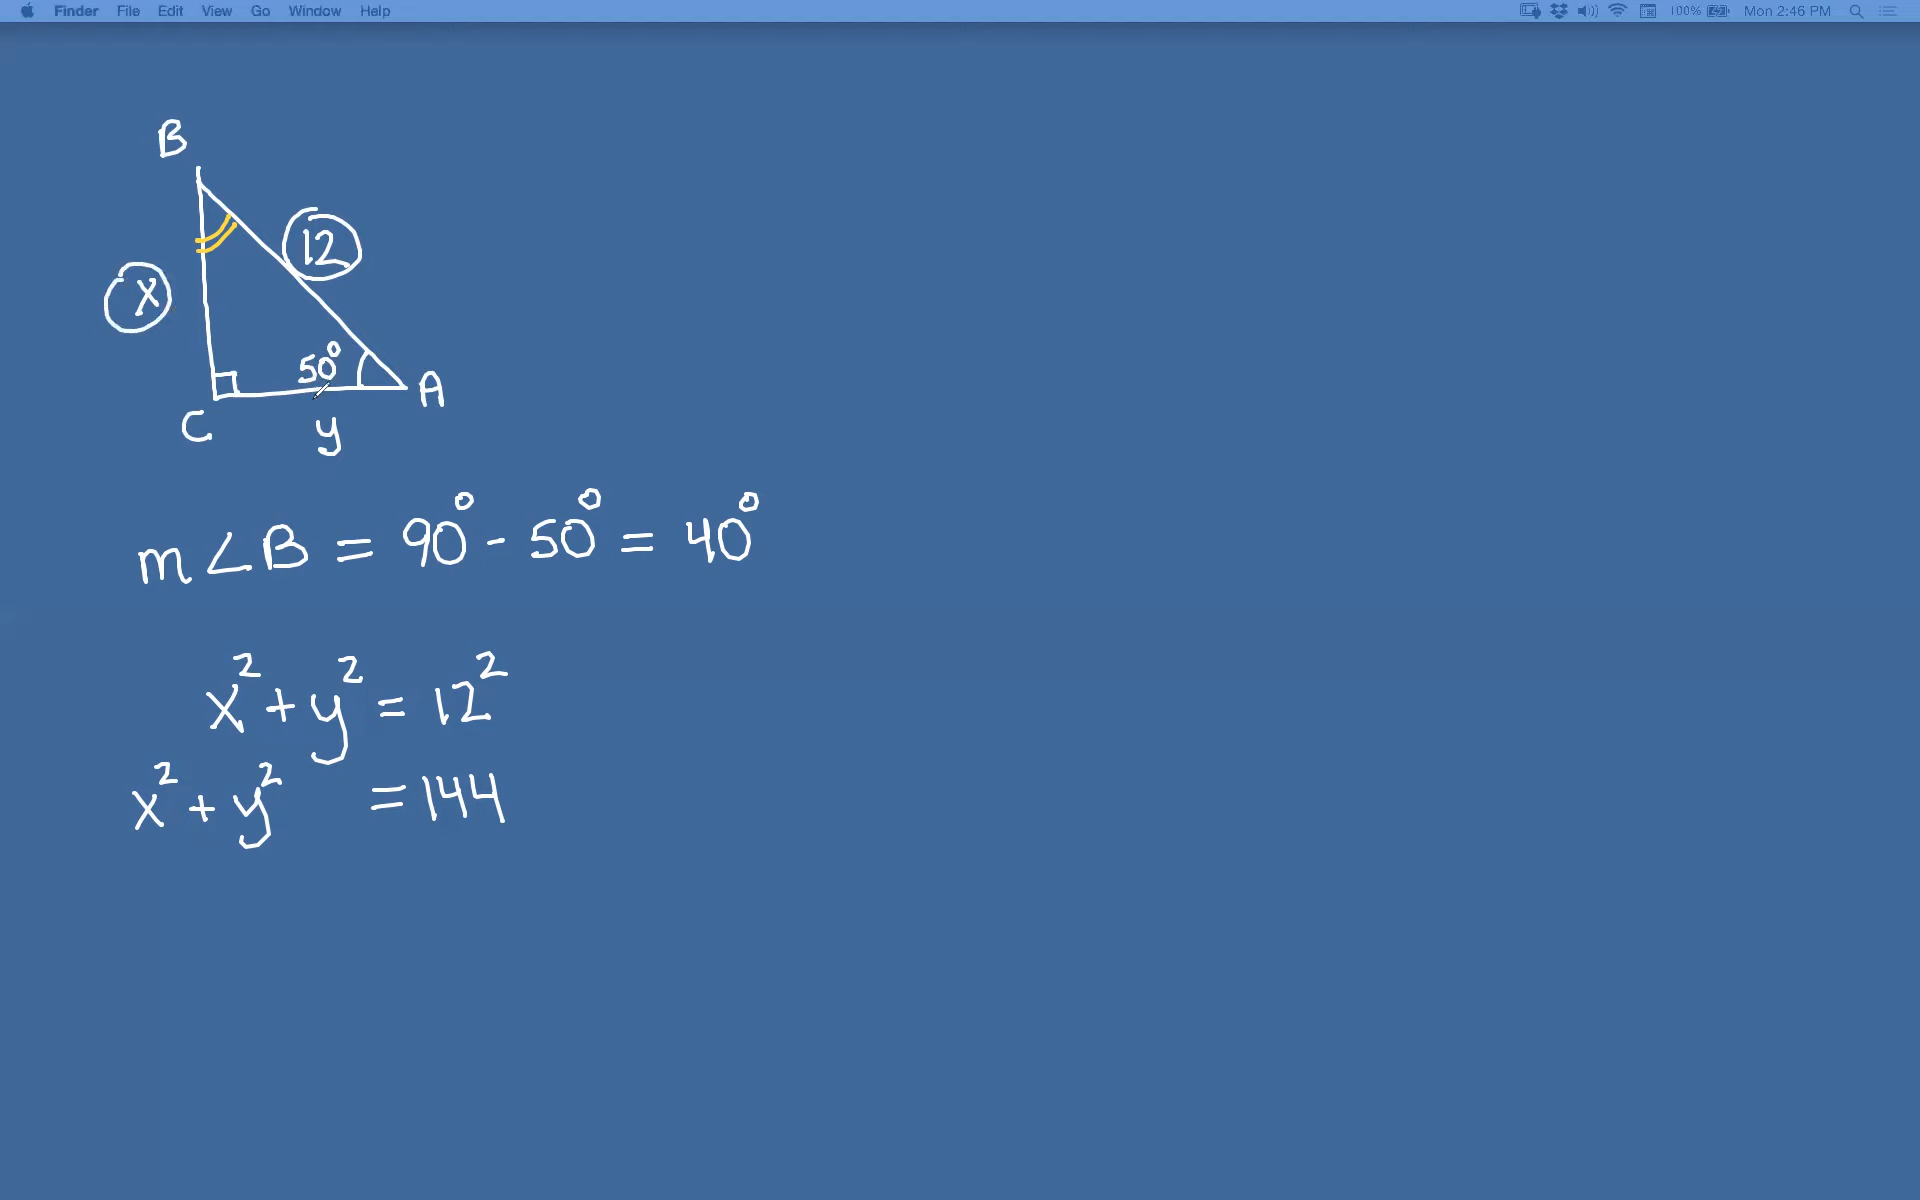 Finder File Edit View Go Window Help 100% Mon 2:46 PM
B
12
x
50°
A
C
y
m∠B = 90° - 50° = 40°
x² + y² = 12²
x² + y² = 144